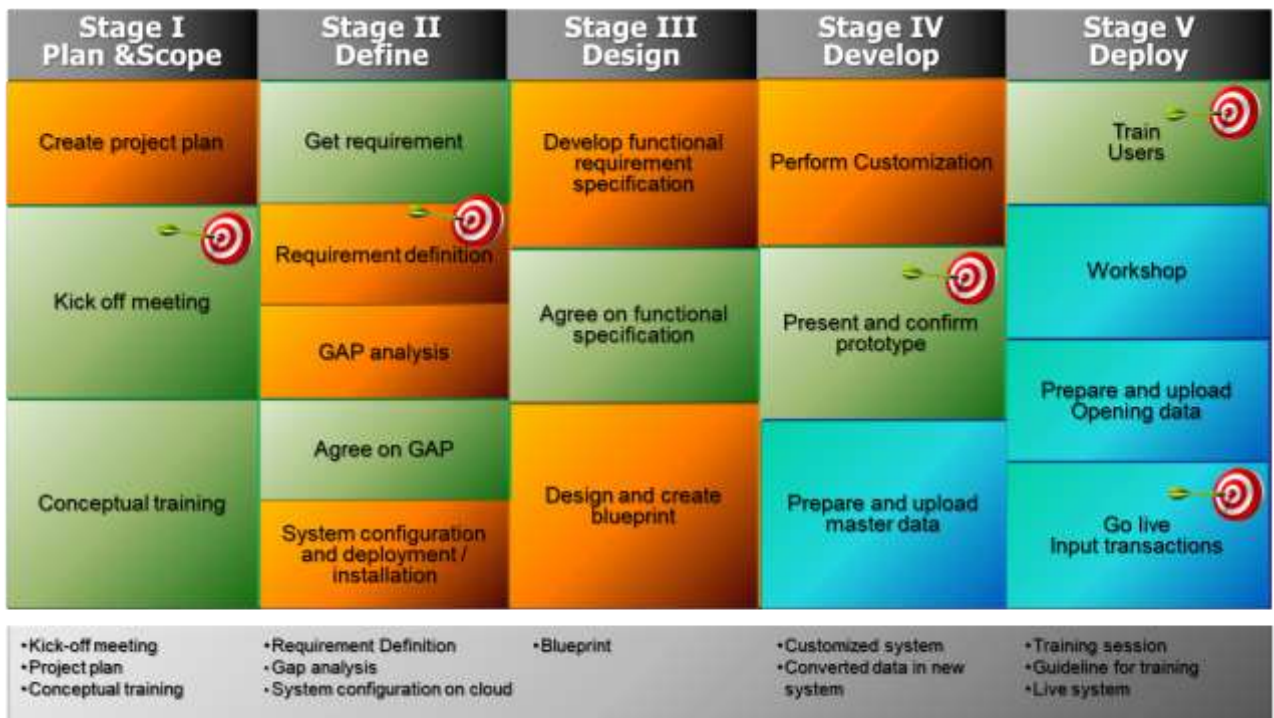 Stage I
Plan &Scope
Stage II
Define
Stage III
Design
Stage IV
Develop
Stage V
Deploy
Create project plan
Kick off meeting
Conceptual training
Get requirement
Requirement definition
GAP analysis
Agree on GAP
System configuration
and deployment /
installation
Develop functional
requirement
specification
Agree on functional
specification
Design and create
blueprint
Perform Customization
Present and confirm
prototype
Prepare and upload
master data
Train
Users
Workshop
Prepare and upload
Opening data
Go live
Input transactions
•Kick-off meeting
•Project plan
•Conceptual training
•Requirement Definition
•Gap analysis
•System configuration on cloud
•Blueprint
•Customized system
•Converted data in new
system
•Training session
•Guideline for training
•Live system